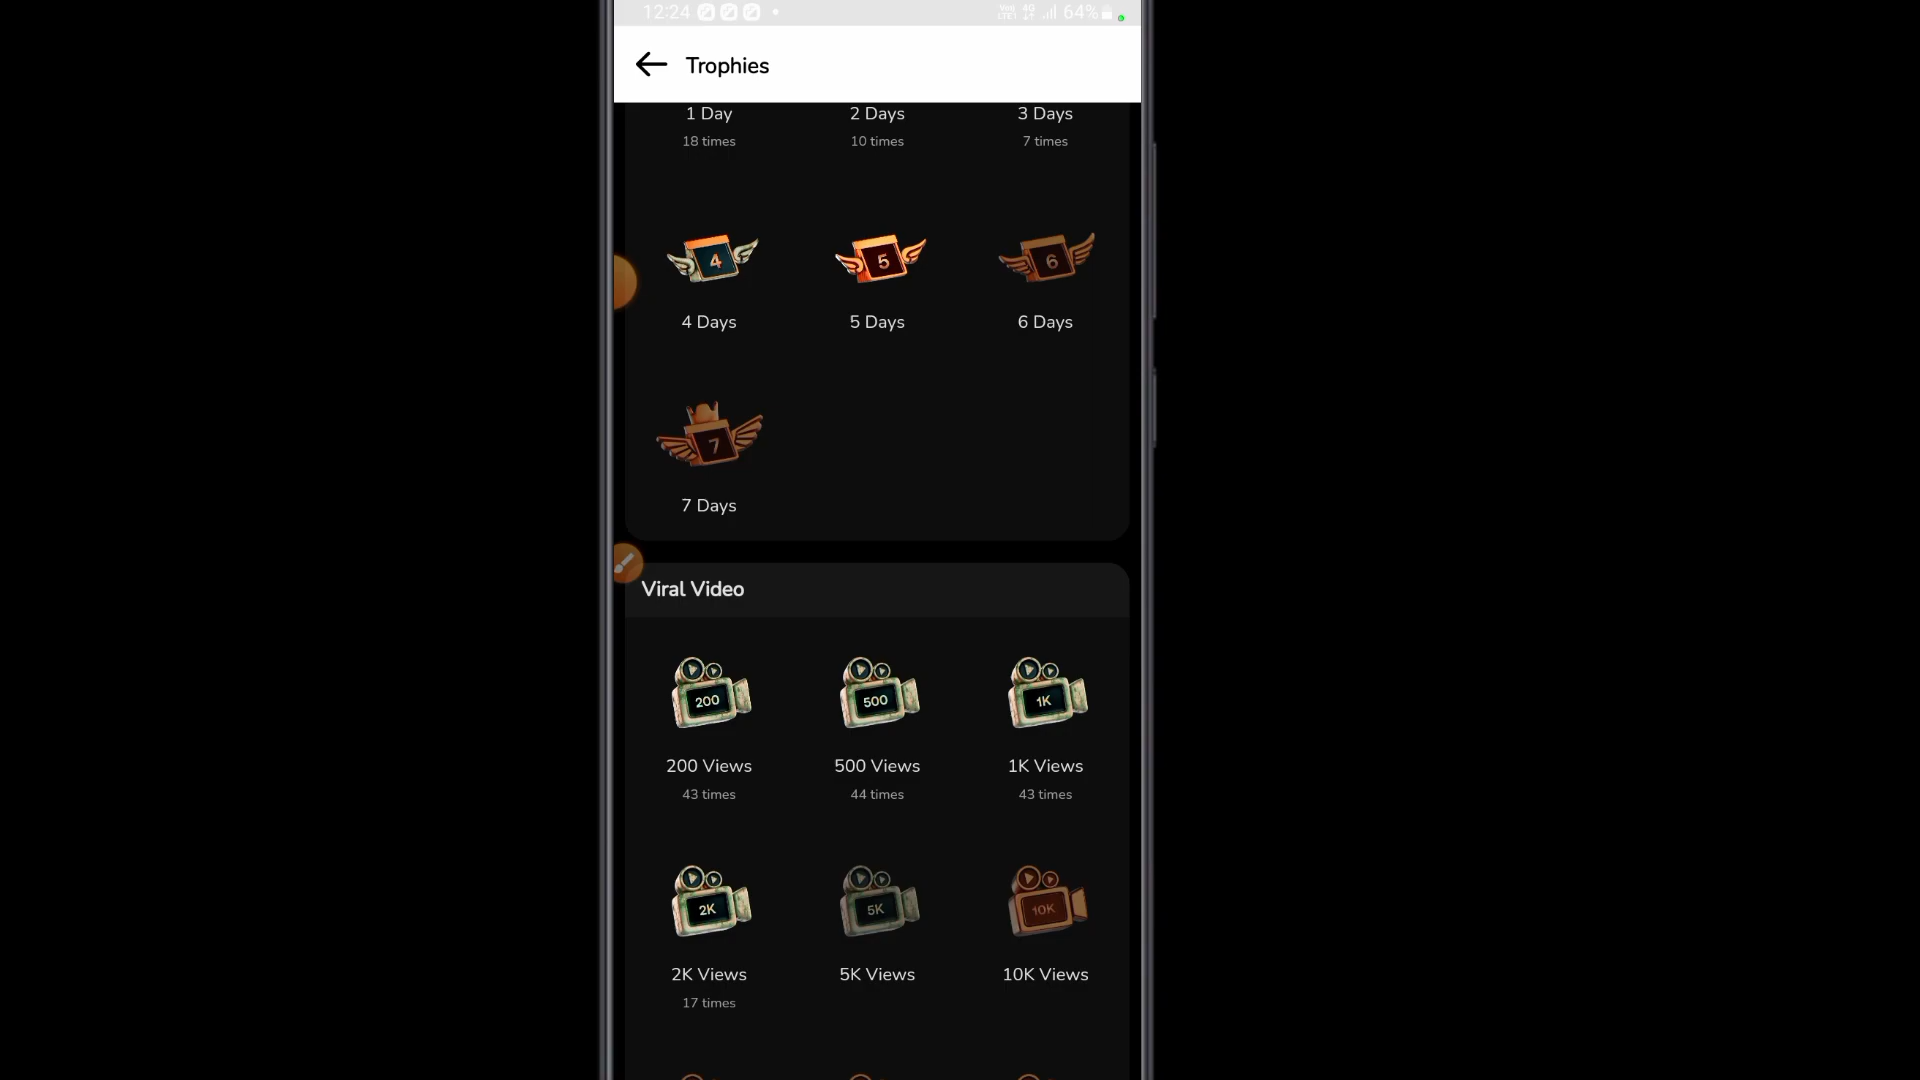 12:24 VoLTE1 4G 64%
Trophies
1 Day 2 Days 3 Days
18 times 10 times 7 times
4 5 6
4 Days 5 Days 6 Days
7
7 Days
Viral Video
200 500 1K
200 Views 500 Views 1K Views
43 times 44 times 43 times
2K 5K 10K
2K Views 5K Views 10K Views
17 times